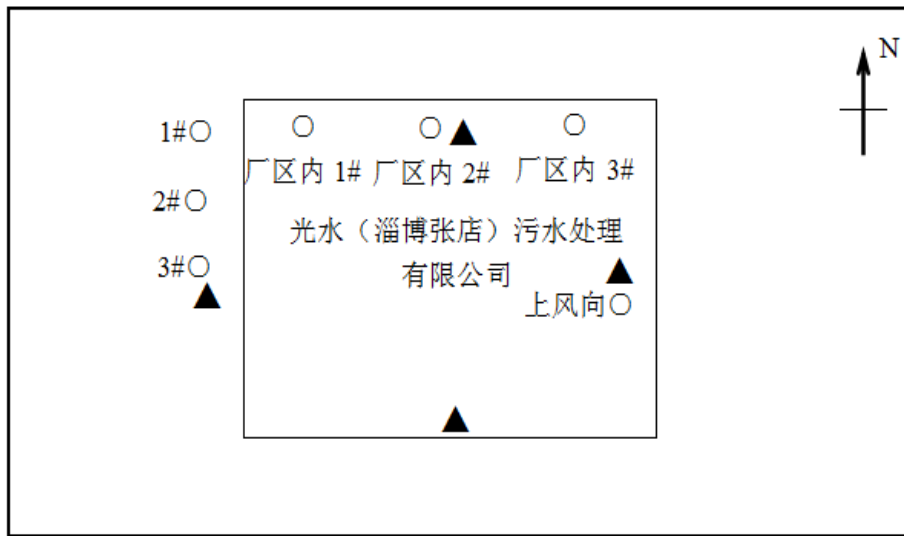 N
1#
厂区内 1# 厂区内 2# 厂区内 3#
2#
光水（淄博张店）污水处理
3#
有限公司
上风向